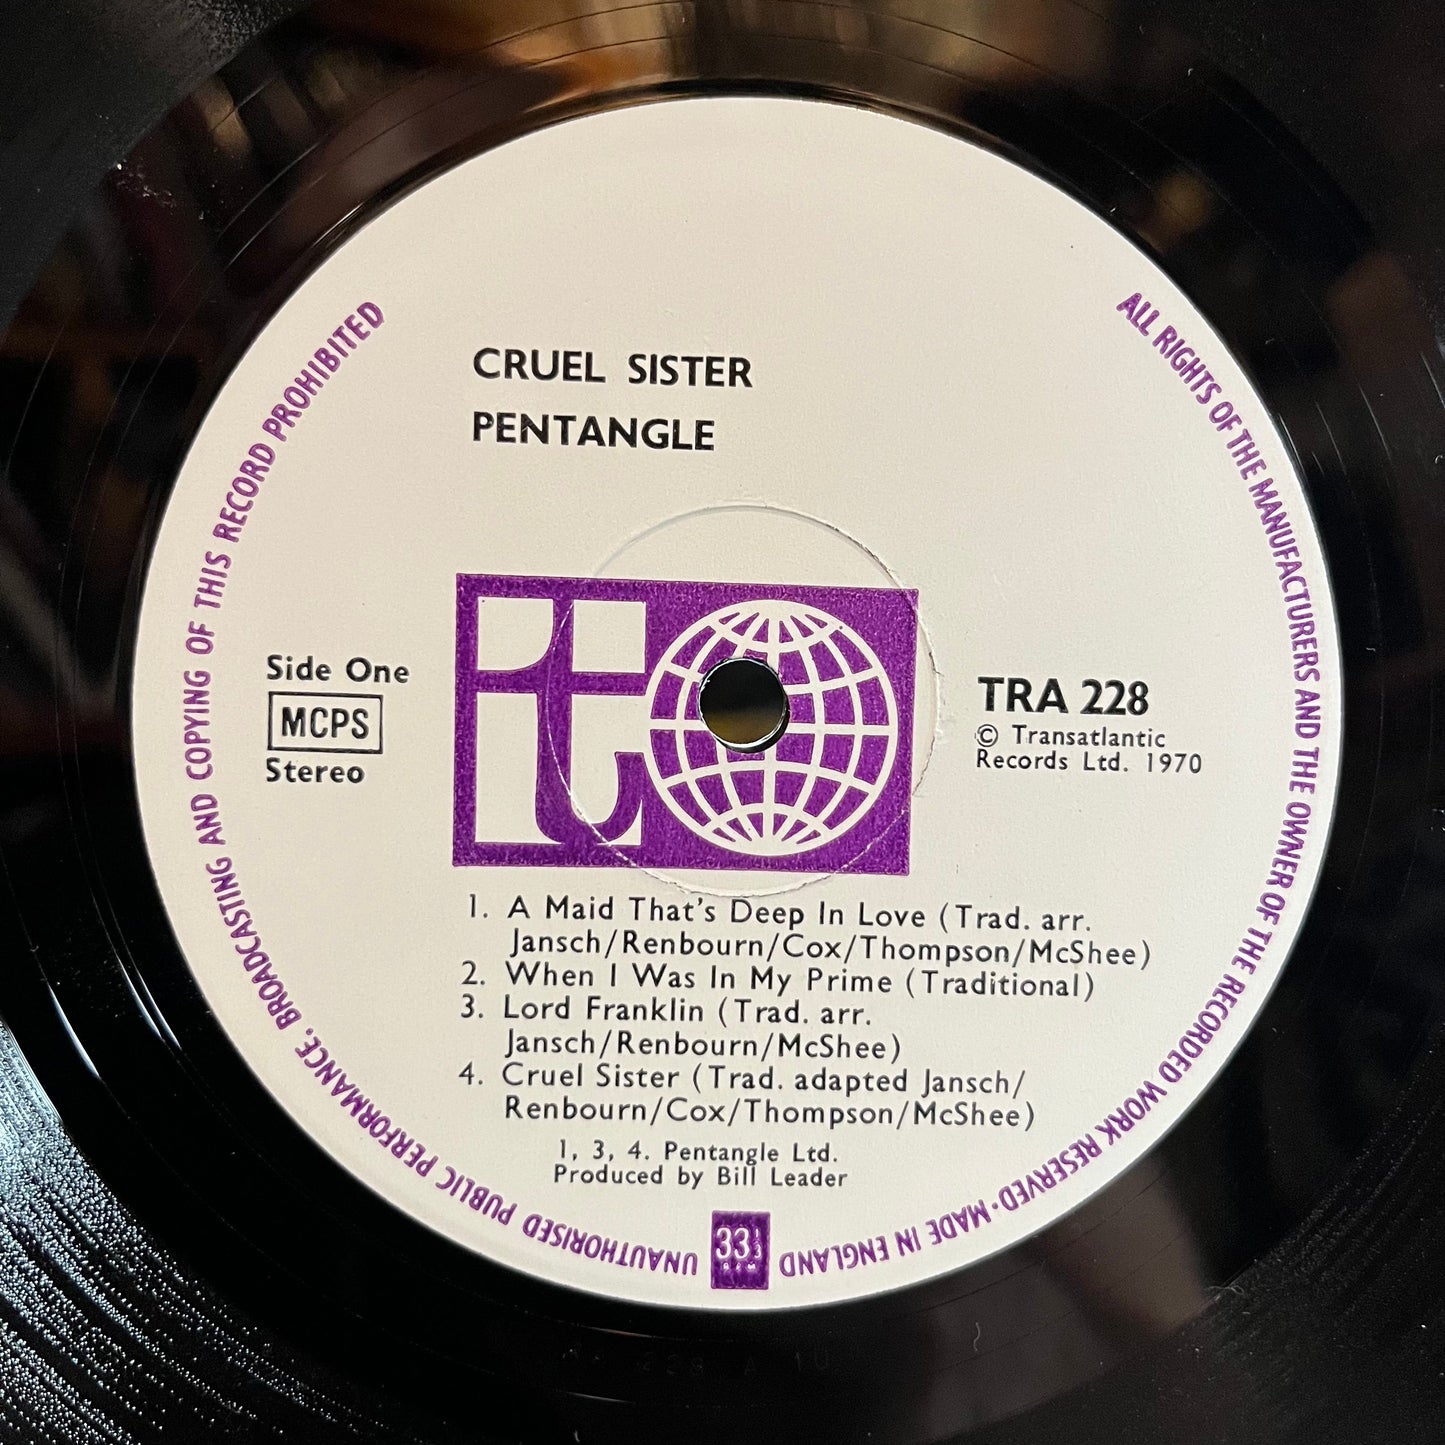 CRUEL SISTER
PENTANGLE
Side One
MCPS
Stereo
t
TRA 228
© Transatlantic
Records Ltd. 1970
1. A Maid That's Deep In Love (Trad. arr.
Jansch/Renbourn/Cox/Thompson/McShee)
2. When I Was In My Prime (Traditional)
3. Lord Franklin (Trad. arr.
Jansch/Renbourn/McShee)
4. Cruel Sister (Trad. adapted Jansch/
Renbourn/Cox/Thompson/McShee)
1, 3, 4. Pentangle Ltd.
Produced by Bill Leader
33⅓
ALL RIGHTS OF THE MANUFACTURERS AND THE OWNER OF THE RECORDED WORK RESERVED · MADE IN ENGLAND
UNAUTHORISED PUBLIC PERFORMANCE, BROADCASTING AND COPYING OF THIS RECORD PROHIBITED